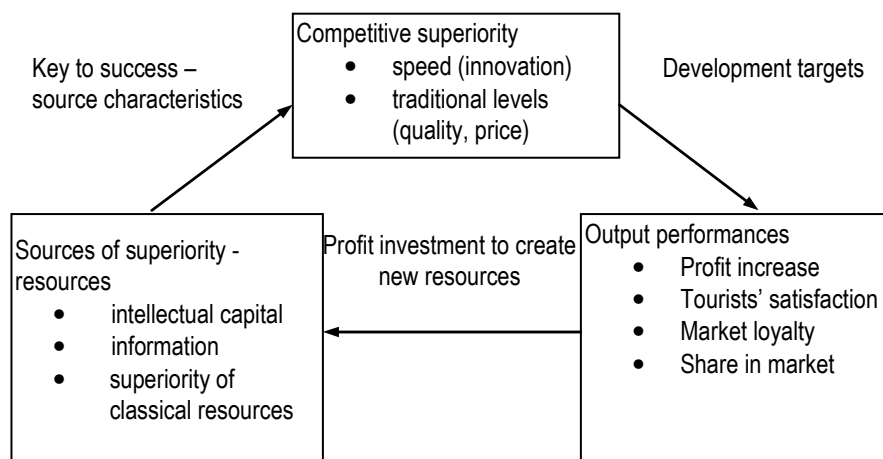 Competitive superiority
• speed (innovation)
• traditional levels
(quality, price)
Key to success –
source characteristics
Development targets
Sources of superiority -
resources
• intellectual capital
• information
• superiority of
classical resources
Profit investment to create
new resources
Output performances
• Profit increase
• Tourists' satisfaction
• Market loyalty
• Share in market